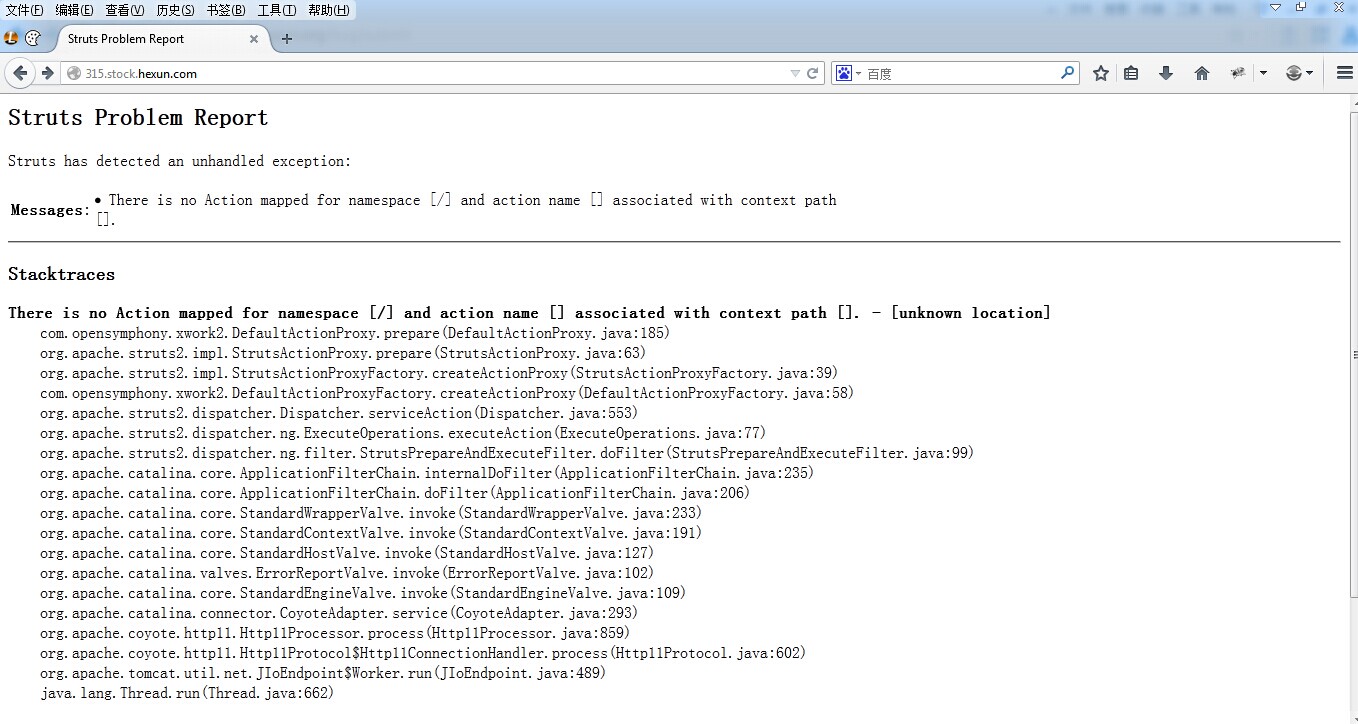 文件(F) 编辑(E) 查看(V) 历史(S) 书签(B) 工具(T) 帮助(H)
Struts Problem Report
315.stock.hexun.com
百度
Struts Problem Report
Struts has detected an unhandled exception:
Messages:
There is no Action mapped for namespace [/] and action name [] associated with context path
[].
Stacktraces
There is no Action mapped for namespace [/] and action name [] associated with context path []. - [unknown location]
com.opensymphony.xwork2.DefaultActionProxy.prepare(DefaultActionProxy.java:185)
org.apache.struts2.impl.StrutsActionProxy.prepare(StrutsActionProxy.java:63)
org.apache.struts2.impl.StrutsActionProxyFactory.createActionProxy(StrutsActionProxyFactory.java:39)
com.opensymphony.xwork2.DefaultActionProxyFactory.createActionProxy(DefaultActionProxyFactory.java:58)
org.apache.struts2.dispatcher.Dispatcher.serviceAction(Dispatcher.java:553)
org.apache.struts2.dispatcher.ng.ExecuteOperations.executeAction(ExecuteOperations.java:77)
org.apache.struts2.dispatcher.ng.filter.StrutsPrepareAndExecuteFilter.doFilter(StrutsPrepareAndExecuteFilter.java:99)
org.apache.catalina.core.ApplicationFilterChain.internalDoFilter(ApplicationFilterChain.java:235)
org.apache.catalina.core.ApplicationFilterChain.doFilter(ApplicationFilterChain.java:206)
org.apache.catalina.core.StandardWrapperValve.invoke(StandardWrapperValve.java:233)
org.apache.catalina.core.StandardContextValve.invoke(StandardContextValve.java:191)
org.apache.catalina.core.StandardHostValve.invoke(StandardHostValve.java:127)
org.apache.catalina.valves.ErrorReportValve.invoke(ErrorReportValve.java:102)
org.apache.catalina.core.StandardEngineValve.invoke(StandardEngineValve.java:109)
org.apache.catalina.connector.CoyoteAdapter.service(CoyoteAdapter.java:293)
org.apache.coyote.http11.Http11Processor.process(Http11Processor.java:859)
org.apache.coyote.http11.Http11Protocol$Http11ConnectionHandler.process(Http11Protocol.java:602)
org.apache.tomcat.util.net.JIoEndpoint$Worker.run(JIoEndpoint.java:489)
java.lang.Thread.run(Thread.java:662)